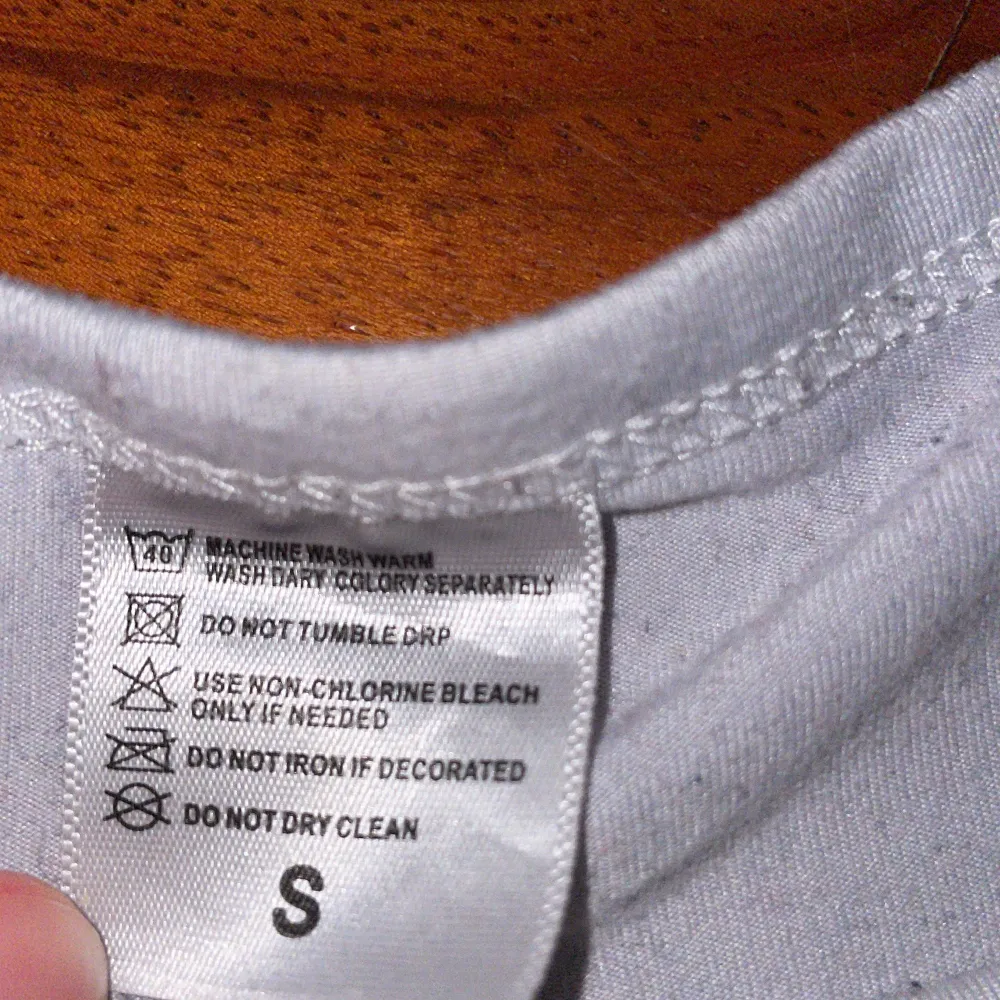 40 MACHINE WASH WARM
WASH DARY COLORY SEPARATELY
DO NOT TUMBLE DRP
USE NON-CHLORINE BLEACH
ONLY IF NEEDED
DO NOT IRON IF DECORATED
DO NOT DRY CLEAN
S